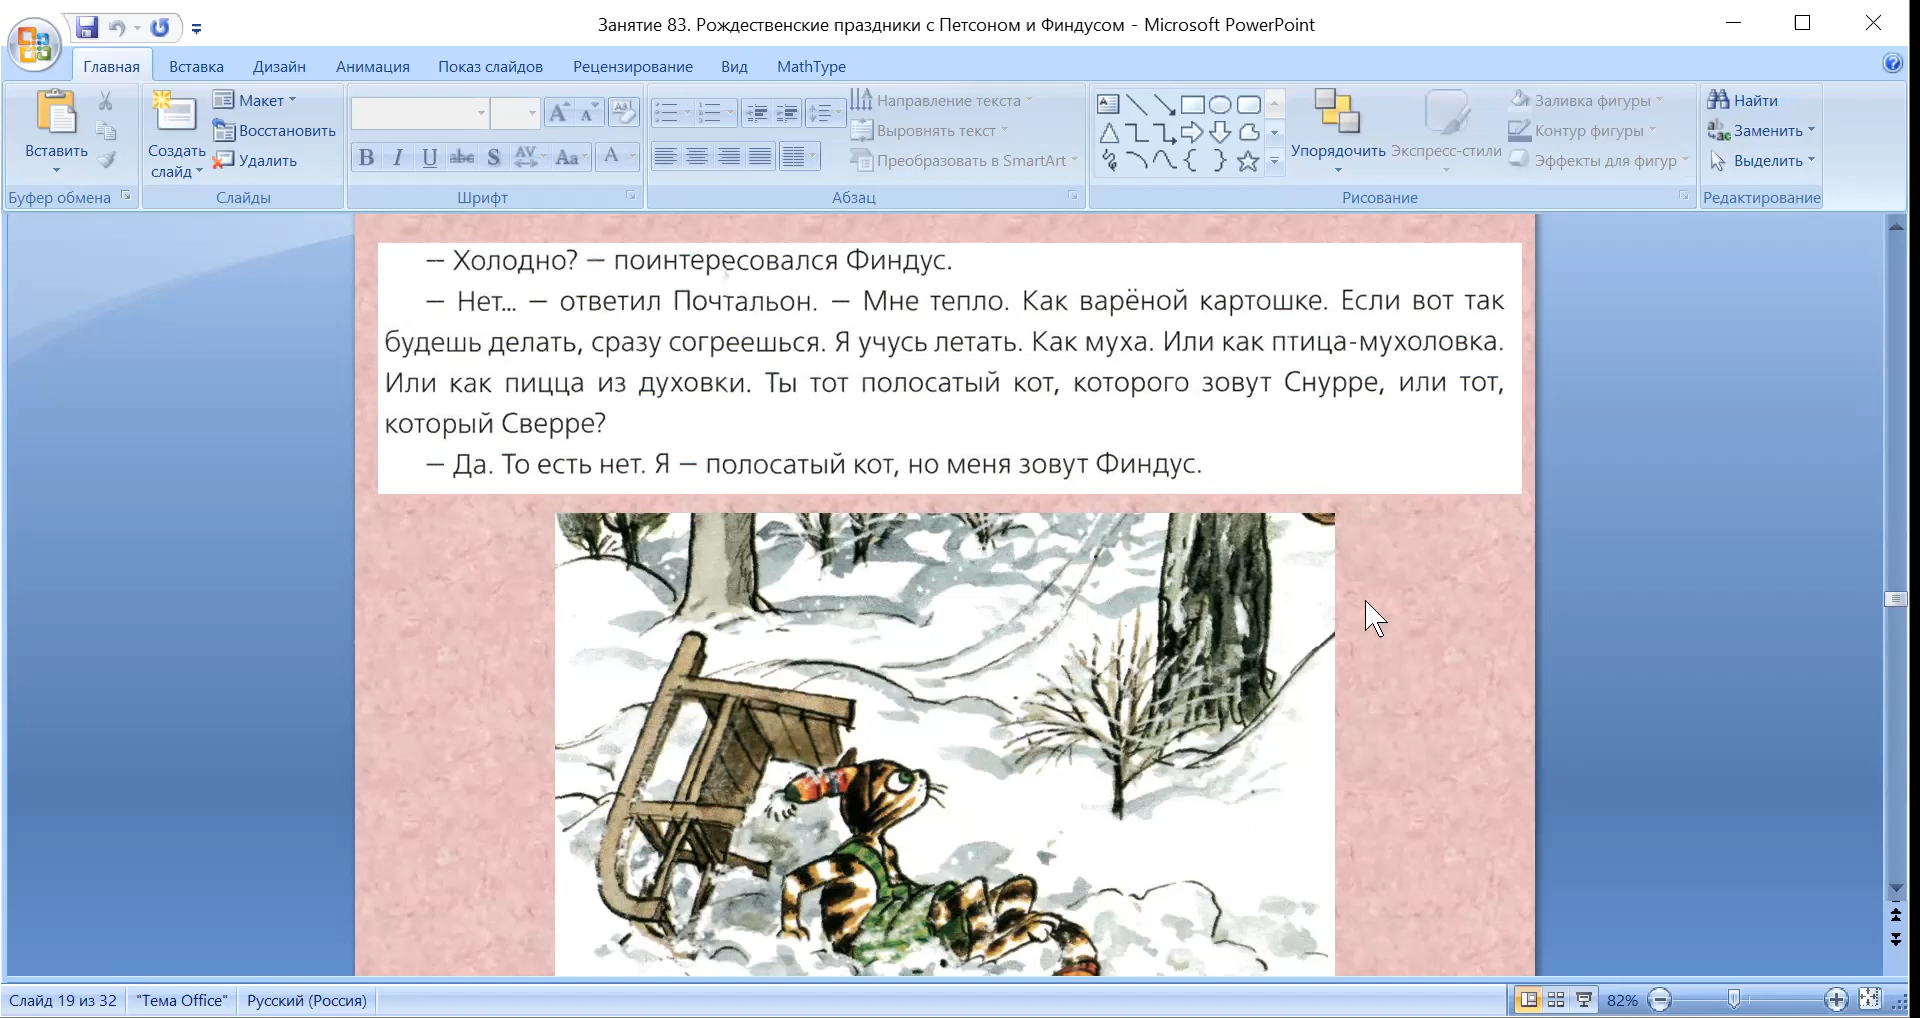 Занятие 83. Рождественские праздники с Петсоном и Финдусом - Microsoft PowerPoint
Главная Вставка Дизайн Анимация Показ слайдов Рецензирование Вид MathType
Вставить
Создать слайд
Макет
Восстановить
Удалить
Направление текста
Выровнять текст
Преобразовать в SmartArt
Упорядочить
Экспресс-стили
Заливка фигуры
Контур фигуры
Эффекты для фигур
Найти
Заменить
Выделить
Буфер обмена Слайды Шрифт Абзац Рисование Редактирование
— Холодно? — поинтересовался Финдус.
— Нет... — ответил Почтальон. — Мне тепло. Как варёной картошке. Если вот так
будешь делать, сразу согреешься. Я учусь летать. Как муха. Или как птица-мухоловка.
Или как пицца из духовки. Ты тот полосатый кот, которого зовут Снурре, или тот,
который Сверре?
— Да. То есть нет. Я — полосатый кот, но меня зовут Финдус.
Слайд 19 из 32 "Тема Office" Русский (Россия) 82%